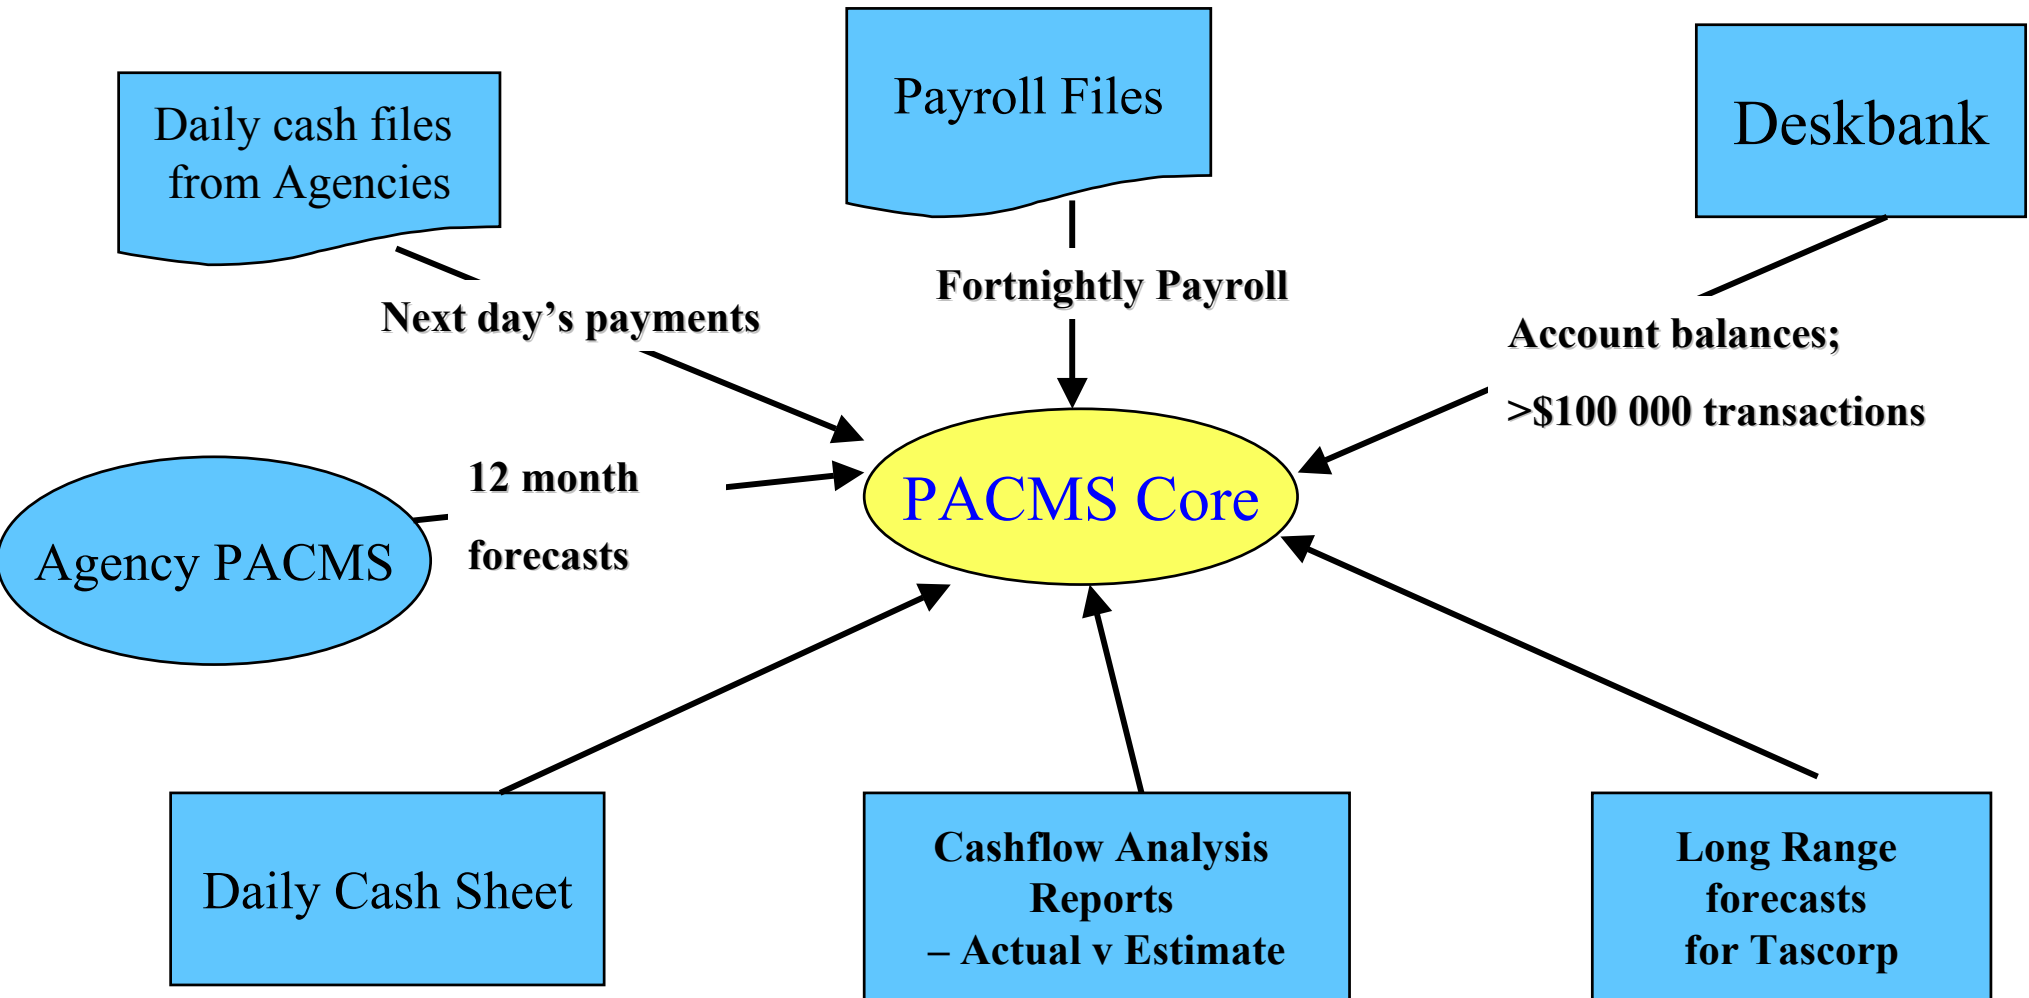 Payroll Files
Deskbank
Daily cash files
from Agencies
Fortnightly Payroll
Next day’s payments
Account balances;
>$100 000 transactions
12 month
forecasts
PACMS Core
Agency PACMS
Daily Cash Sheet
Cashflow Analysis
Reports
– Actual v Estimate
Long Range
forecasts
for Tascorp